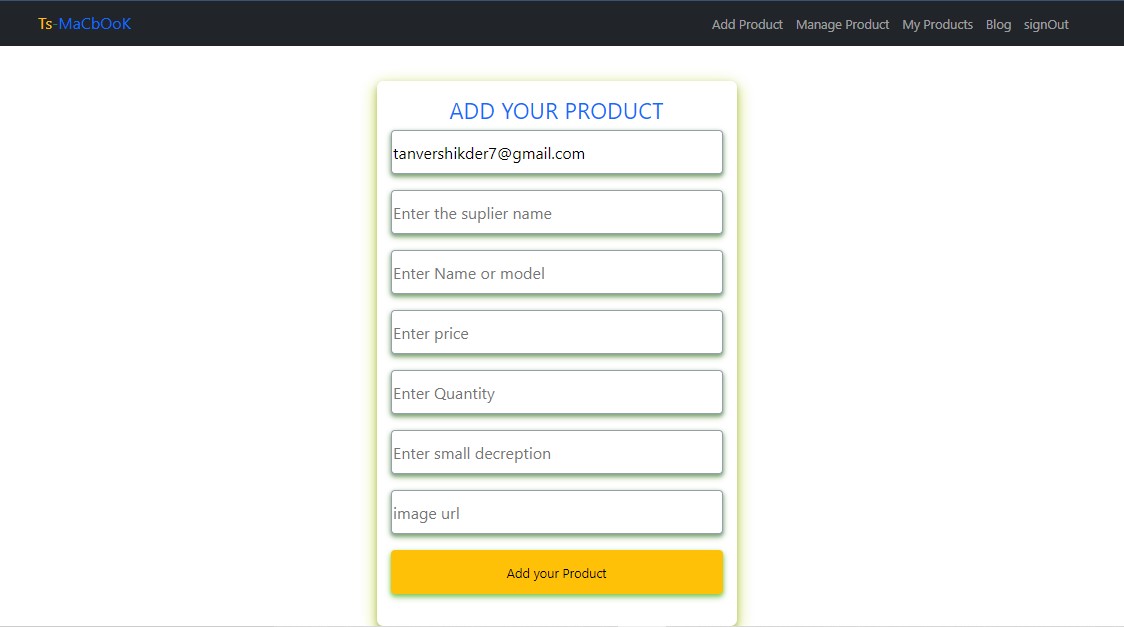 Ts-MaCbOoK
Add Product Manage Product My Products Blog signOut
ADD YOUR PRODUCT
tanvershikder7@gmail.com
Enter the suplier name
Enter Name or model
Enter price
Enter Quantity
Enter small decreption
image url
Add your Product